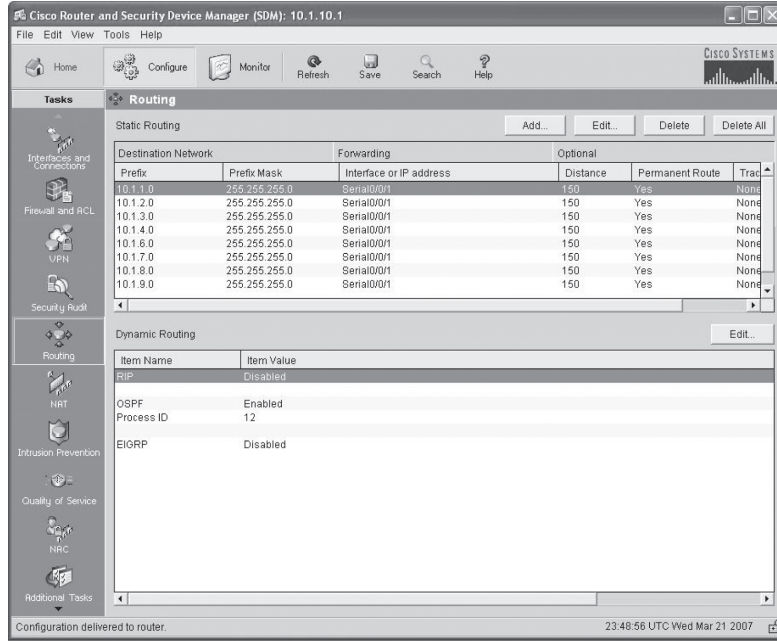 Cisco Router and Security Device Manager (SDM): 10.1.10.1
File Edit View Tools Help
Home Configure Monitor Refresh Save Search Help
CISCO SYSTEMS
Tasks
Interfaces and Connections
Firewall and ACL
VPN
Security Audit
Routing
NAT
Intrusion Prevention
Quality of Service
NAC
Additional Tasks
Routing
Static Routing Add... Edit... Delete Delete All
Destination Network Forwarding Optional
Prefix Prefix Mask Interface or IP address Distance Permanent Route Trac
10.1.1.0 255.255.255.0 Serial0/0/1 150 Yes None
10.1.2.0 255.255.255.0 Serial0/0/1 150 Yes None
10.1.3.0 255.255.255.0 Serial0/0/1 150 Yes None
10.1.4.0 255.255.255.0 Serial0/0/1 150 Yes None
10.1.6.0 255.255.255.0 Serial0/0/1 150 Yes None
10.1.7.0 255.255.255.0 Serial0/0/1 150 Yes None
10.1.8.0 255.255.255.0 Serial0/0/1 150 Yes None
10.1.9.0 255.255.255.0 Serial0/0/1 150 Yes None
Dynamic Routing Edit...
Item Name Item Value
RIP Disabled
OSPF Enabled
Process ID 12
EIGRP Disabled
Configuration delivered to router. 23:48:56 UTC Wed Mar 21 2007